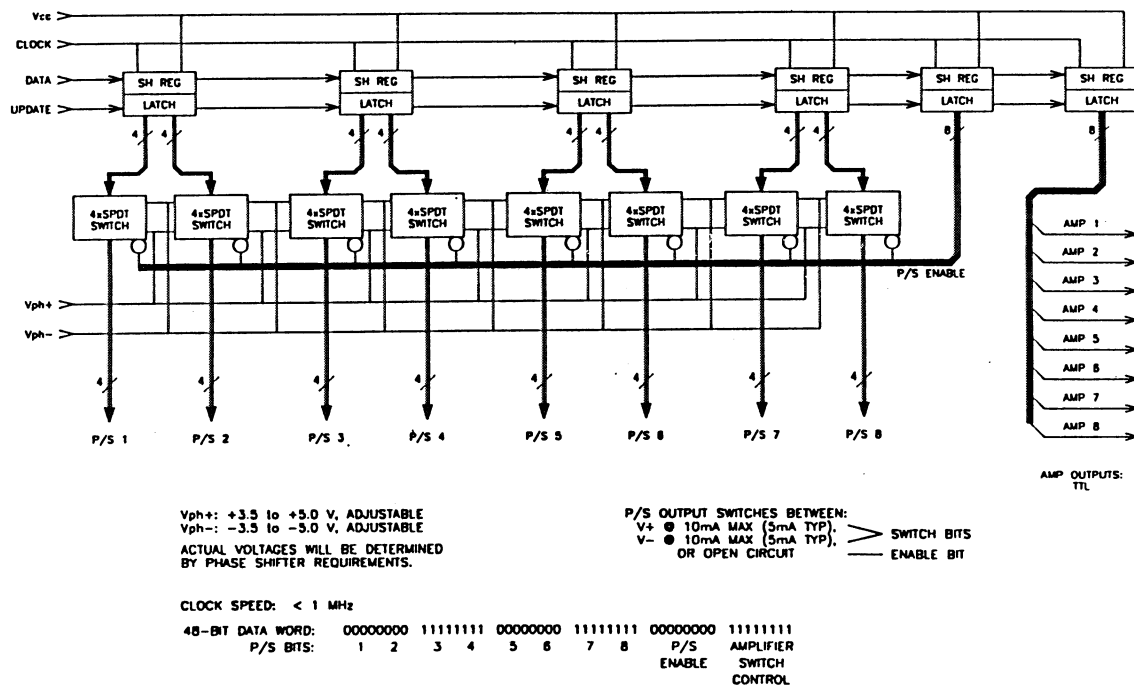 Vcc
CLOCK
DATA
UPDATE
SH REG SH REG SH REG SH REG SH REG SH REG
LATCH LATCH LATCH LATCH LATCH LATCH
4 4 4 4 4 4 4 4 8 8
4xSPDT SWITCH
4xSPDT SWITCH
4xSPDT SWITCH
4xSPDT SWITCH
4xSPDT SWITCH
4xSPDT SWITCH
4xSPDT SWITCH
4xSPDT SWITCH
P/S ENABLE
Vph+
Vph-
AMP 1
AMP 2
AMP 3
AMP 4
AMP 5
AMP 6
AMP 7
AMP 8
4 4 4 4 4 4 4 4
P/S 1 P/S 2 P/S 3 P/S 4 P/S 5 P/S 6 P/S 7 P/S 8
AMP OUTPUTS:
TTL
Vph+: +3.5 to +5.0 V, ADJUSTABLE
Vph-: -3.5 to -5.0 V, ADJUSTABLE
ACTUAL VOLTAGES WILL BE DETERMINED
BY PHASE SHIFTER REQUIREMENTS.
P/S OUTPUT SWITCHES BETWEEN:
V+ @ 10mA MAX (5mA TYP),
V- @ 10mA MAX (5mA TYP),
SWITCH BITS
OR OPEN CIRCUIT
ENABLE BIT
CLOCK SPEED: < 1 MHz
48-BIT DATA WORD: 00000000 11111111 00000000 11111111 00000000 11111111
P/S BITS: 1 2 3 4 5 6 7 8 P/S AMPLIFIER
ENABLE SWITCH
CONTROL